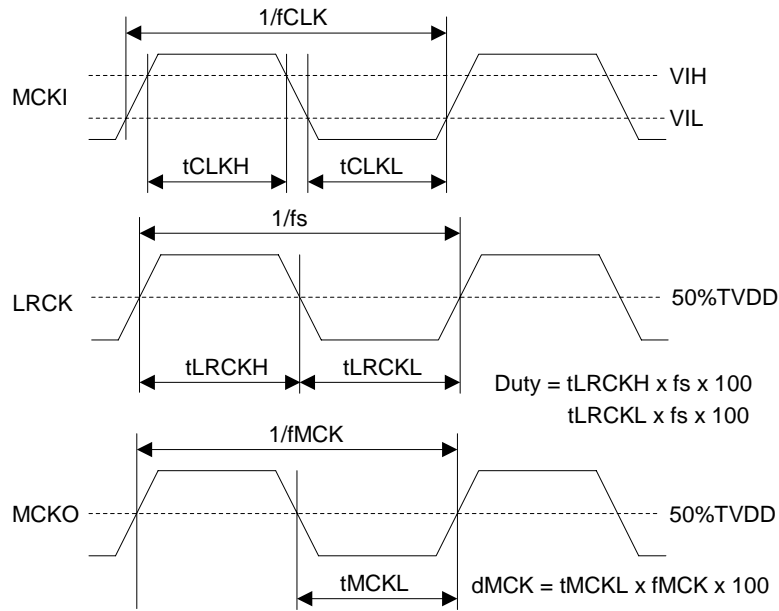 1/fCLK
VIH
MCKI
VIL
tCLKH
tCLKL
1/fs
LRCK
50%TVDD
tLRCKH
tLRCKL
Duty = tLRCKH x fs x 100
tLRCKL x fs x 100
1/fMCK
MCKO
50%TVDD
tMCKL
dMCK = tMCKL x fMCK x 100